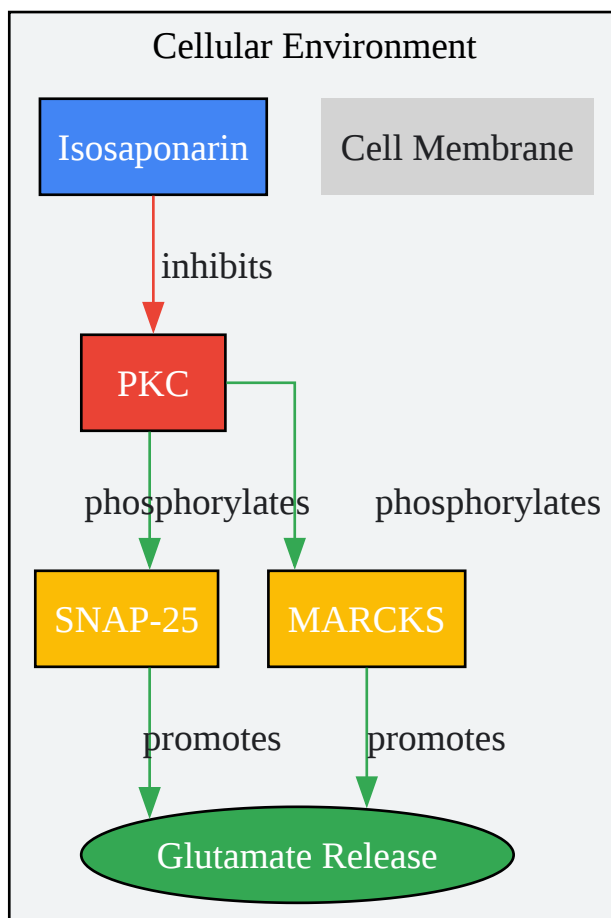 Cellular Environment
Isosaponarin
Cell Membrane
inhibits
PKC
phosphorylates
phosphorylates
SNAP-25
MARCKS
promotes
promotes
Glutamate Release